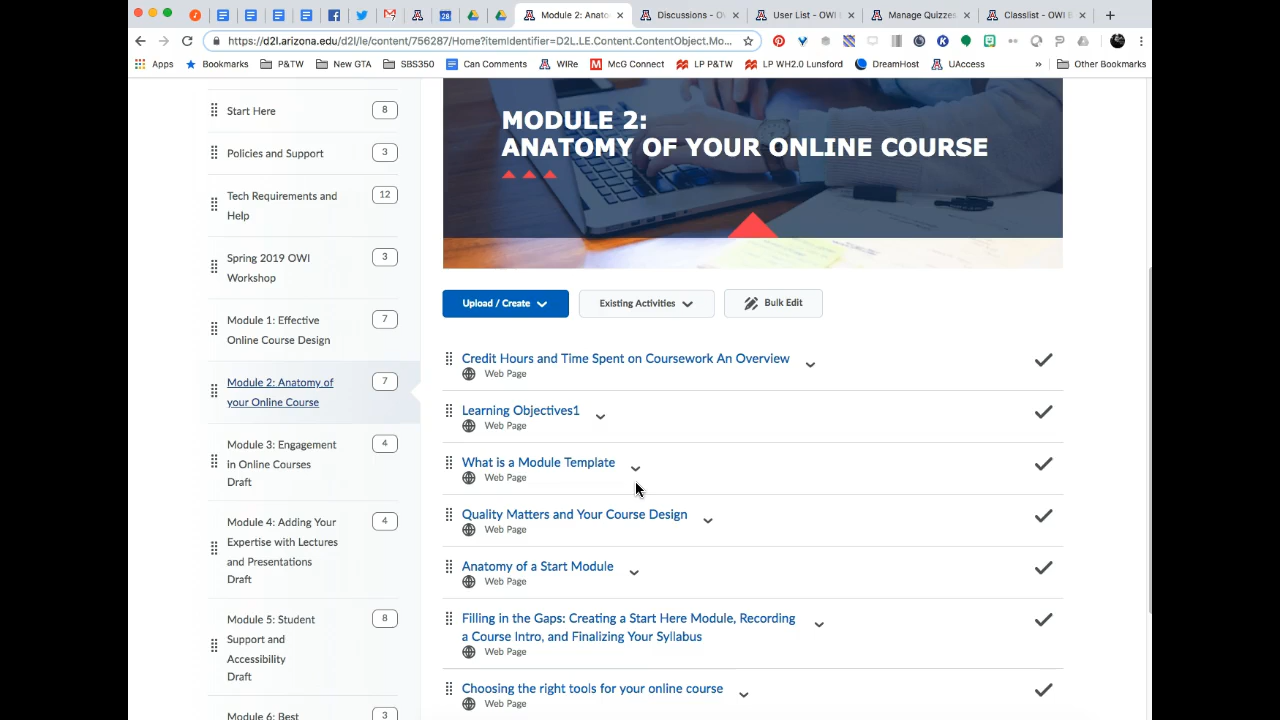 28
Module 2: Anato
Discussions - O
User List - OWI
Manage Quizzes
Classlist - OWI
https://d2l.arizona.edu/d2l/le/content/756287/Home?itemIdentifier=D2L.LE.Content.ContentObject.Mo...
Apps
Bookmarks
P&TW
New GTA
SBS350
Can Comments
WIRe
McG Connect
LP P&TW
LP WH2.0 Lunsford
DreamHost
UAccess
»
Other Bookmarks
Start Here
8
Policies and Support
3
Tech Requirements and
Help
12
Spring 2019 OWI
Workshop
3
Module 1: Effective
Online Course Design
7
Module 2: Anatomy of
your Online Course
7
Module 3: Engagement
in Online Courses
Draft
4
Module 4: Adding Your
Expertise with Lectures
and Presentations
Draft
4
Module 5: Student
Support and
Accessibility
Draft
8
Module 6: Best
3
MODULE 2:
ANATOMY OF YOUR ONLINE COURSE
Upload / Create
Existing Activities
Bulk Edit
Credit Hours and Time Spent on Coursework An Overview
Web Page
Learning Objectives1
Web Page
What is a Module Template
Web Page
Quality Matters and Your Course Design
Web Page
Anatomy of a Start Module
Web Page
Filling in the Gaps: Creating a Start Here Module, Recording
a Course Intro, and Finalizing Your Syllabus
Web Page
Choosing the right tools for your online course
Web Page